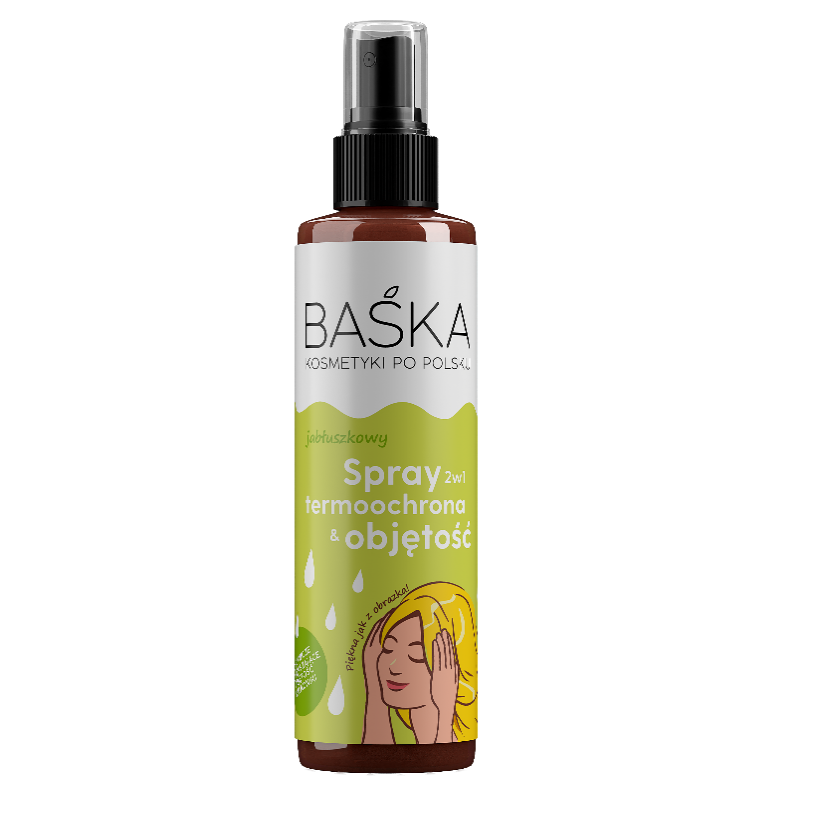 BAŚKA
KOSMETYKI PO POLSKU
jabłuszkowy
Spray 2w1
termoochrona
& objętość
Piękna jak z obrazka!